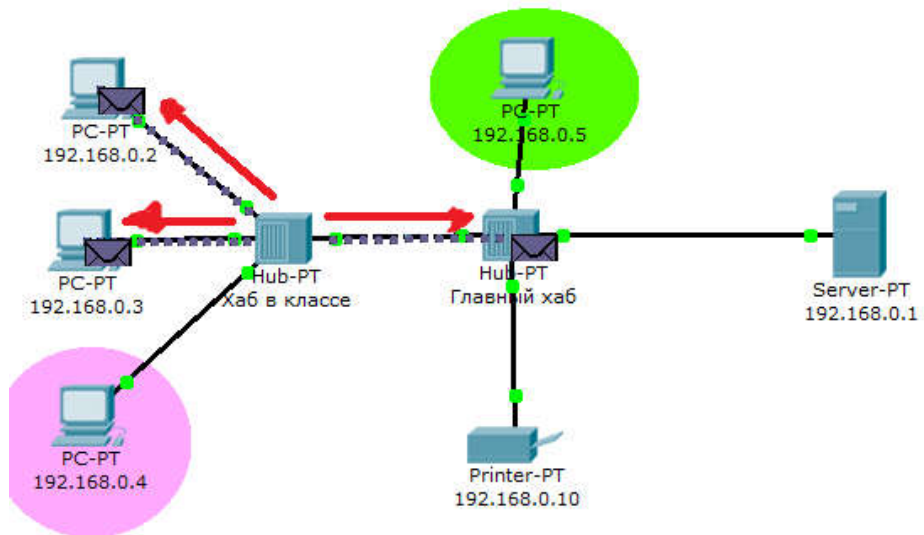 PC-PT
192.168.0.2
PC-PT
192.168.0.5
PC-PT
192.168.0.3
Hub-PT
Хаб в классе
Hub-PT
Главный хаб
Server-PT
192.168.0.1
PC-PT
192.168.0.4
Printer-PT
192.168.0.10